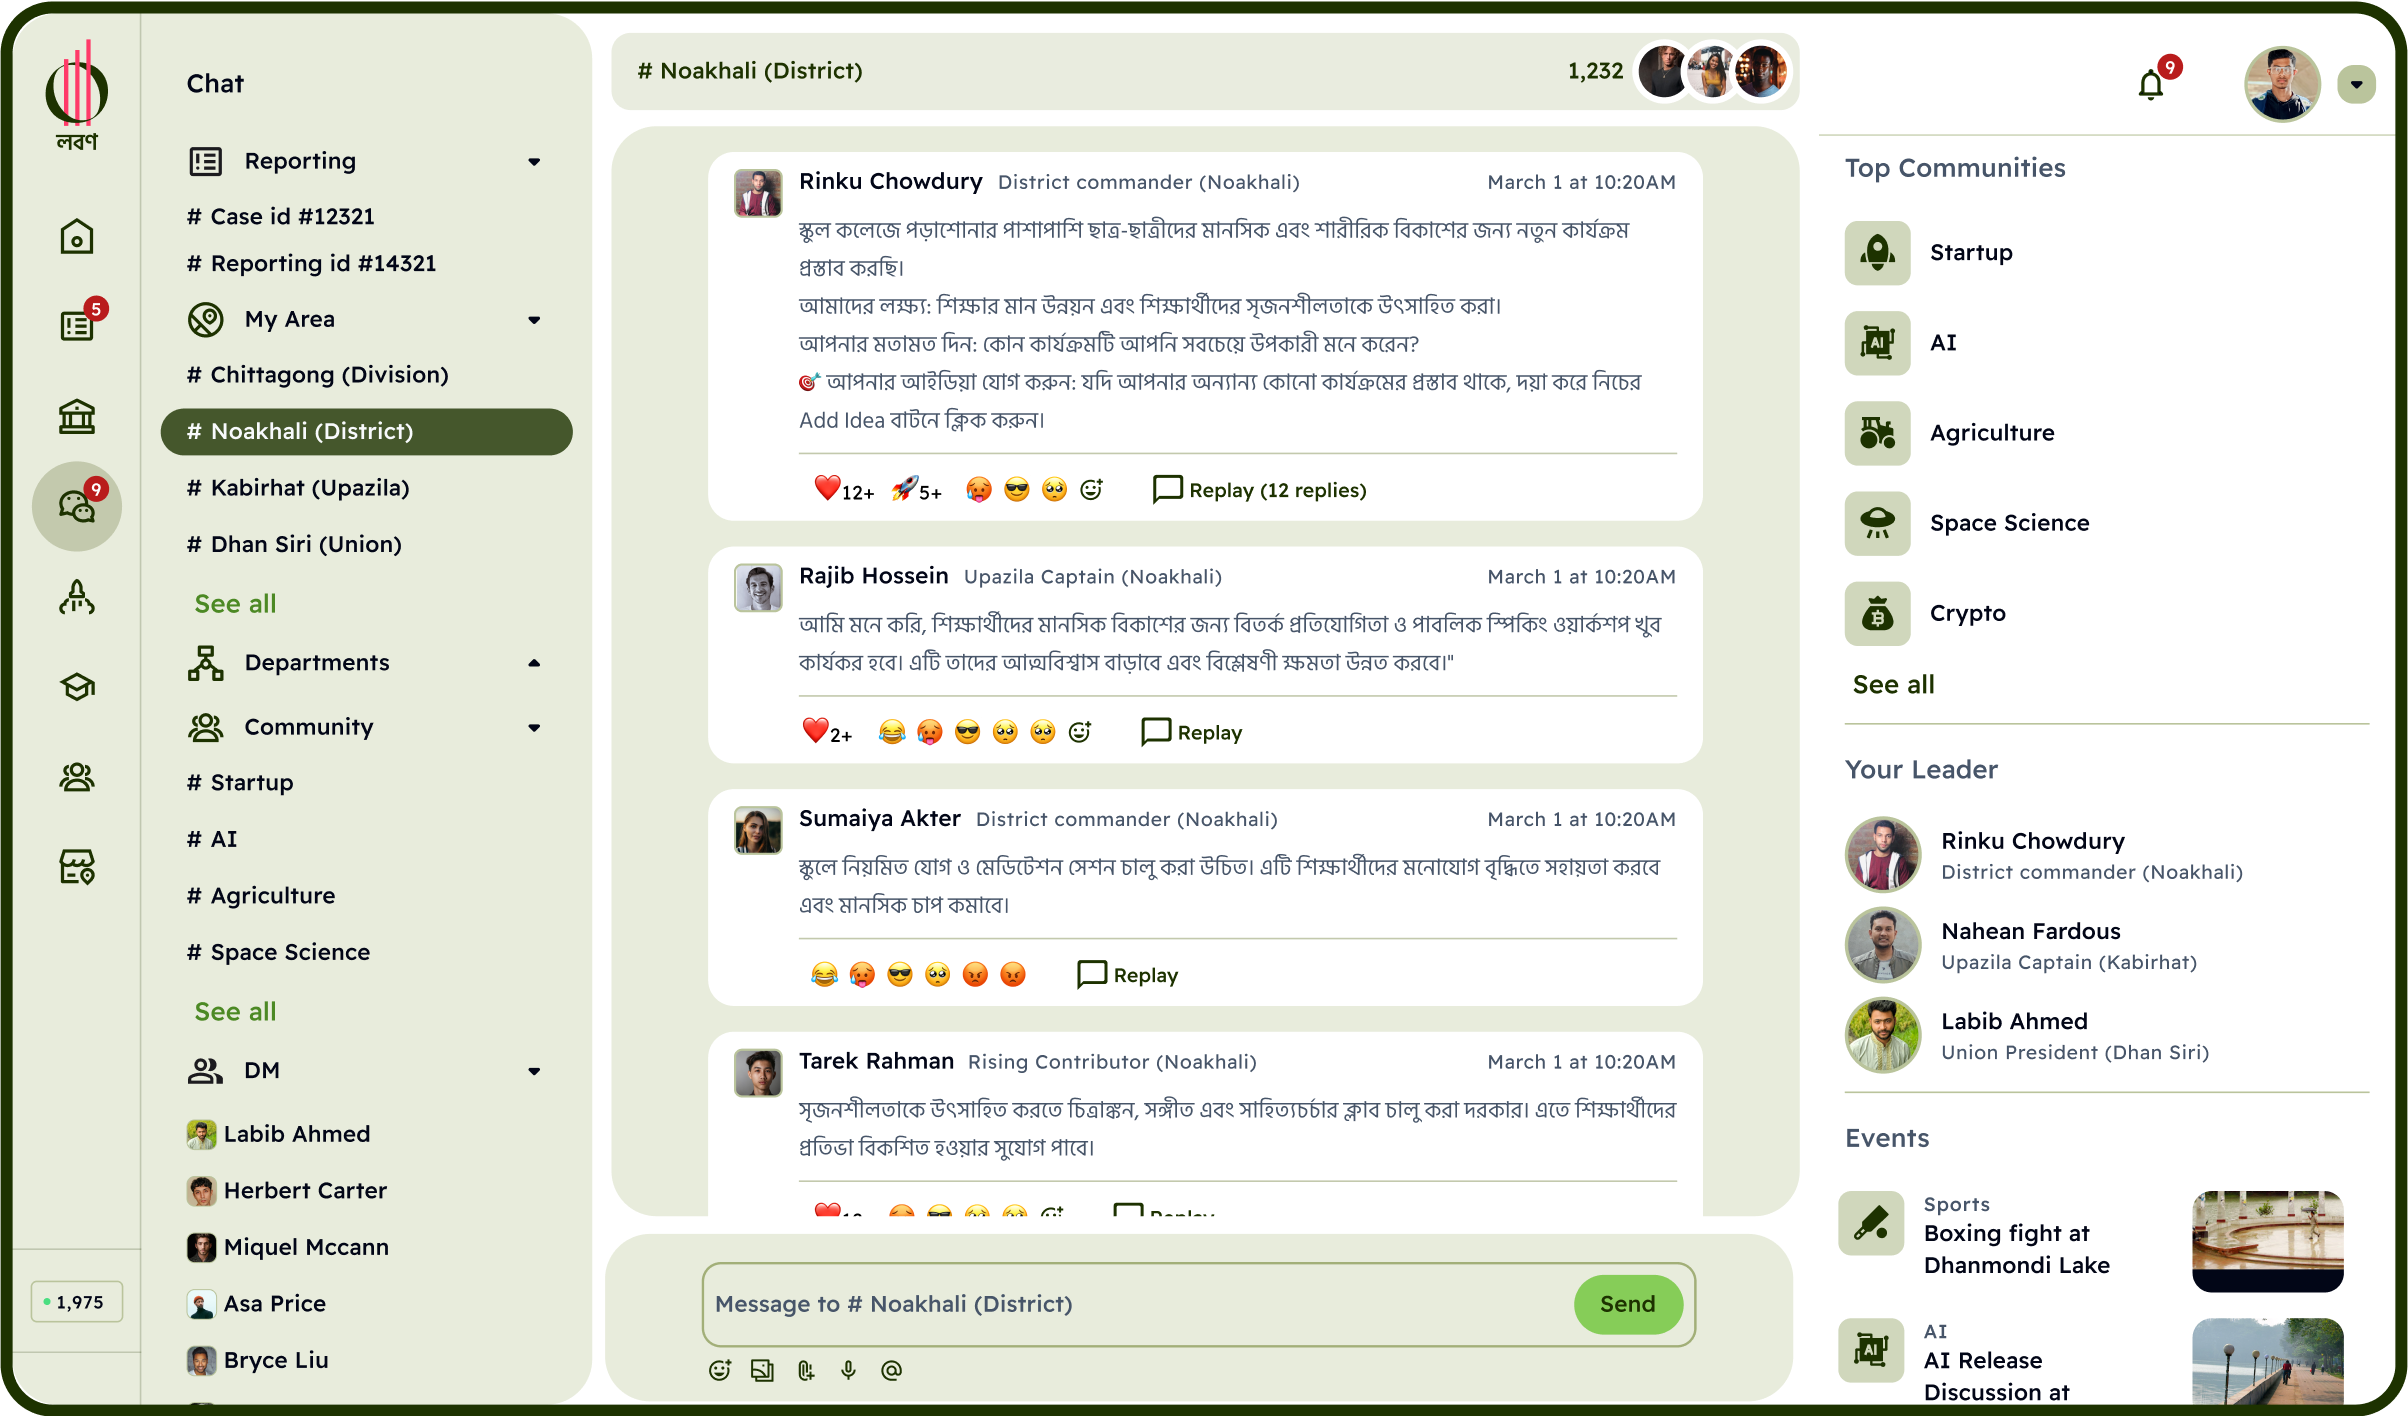 লবণ
5
9
1,975
Chat
Reporting
# Case id #12321
# Reporting id #14321
My Area
# Chittagong (Division)
# Noakhali (District)
# Kabirhat (Upazila)
# Dhan Siri (Union)
See all
Departments
Community
# Startup
# AI
# Agriculture
# Space Science
See all
DM
Labib Ahmed
Herbert Carter
Miquel Mccann
Asa Price
Bryce Liu
# Noakhali (District) 1,232
Rinku Chowdury District commander (Noakhali) March 1 at 10:20AM
স্কুল কলেজে পড়াশোনার পাশাপাশি ছাত্র-ছাত্রীদের মানসিক এবং শারীরিক বিকাশের জন্য নতুন কার্যক্রম
প্রস্তাব করছি।
আমাদের লক্ষ্য: শিক্ষার মান উন্নয়ন এবং শিক্ষার্থীদের সৃজনশীলতাকে উৎসাহিত করা।
আপনার মতামত দিন: কোন কার্যক্রমটি আপনি সবচেয়ে উপকারী মনে করেন?
🎯 আপনার আইডিয়া যোগ করুন: যদি আপনার অন্যান্য কোনো কার্যক্রমের প্রস্তাব থাকে, দয়া করে নিচের
Add Idea বাটনে ক্লিক করুন।
❤️12+ 🚀5+ 🥵 😎 🥺 Replay (12 replies)
Rajib Hossein Upazila Captain (Noakhali) March 1 at 10:20AM
আমি মনে করি, শিক্ষার্থীদের মানসিক বিকাশের জন্য বিতর্ক প্রতিযোগিতা ও পাবলিক স্পিকিং ওয়ার্কশপ খুব
কার্যকর হবে। এটি তাদের আত্মবিশ্বাস বাড়াবে এবং বিশ্লেষণী ক্ষমতা উন্নত করবে।"
❤️2+ 😂 🥵 😎 🥺 🥺 Replay
Sumaiya Akter District commander (Noakhali) March 1 at 10:20AM
স্কুলে নিয়মিত যোগ ও মেডিটেশন সেশন চালু করা উচিত। এটি শিক্ষার্থীদের মনোযোগ বৃদ্ধিতে সহায়তা করবে
এবং মানসিক চাপ কমাবে।
😂 🥵 😎 🥺 😡 😡 Replay
Tarek Rahman Rising Contributor (Noakhali) March 1 at 10:20AM
সৃজনশীলতাকে উৎসাহিত করতে চিত্রাঙ্কন, সঙ্গীত এবং সাহিত্যচর্চার ক্লাব চালু করা দরকার। এতে শিক্ষার্থীদের
প্রতিভা বিকশিত হওয়ার সুযোগ পাবে।
Replay
Message to # Noakhali (District) Send
9
Top Communities
Startup
AI
Agriculture
Space Science
Crypto
See all
Your Leader
Rinku Chowdury
District commander (Noakhali)
Nahean Fardous
Upazila Captain (Kabirhat)
Labib Ahmed
Union President (Dhan Siri)
Events
Sports
Boxing fight at
Dhanmondi Lake
AI
AI Release
Discussion at